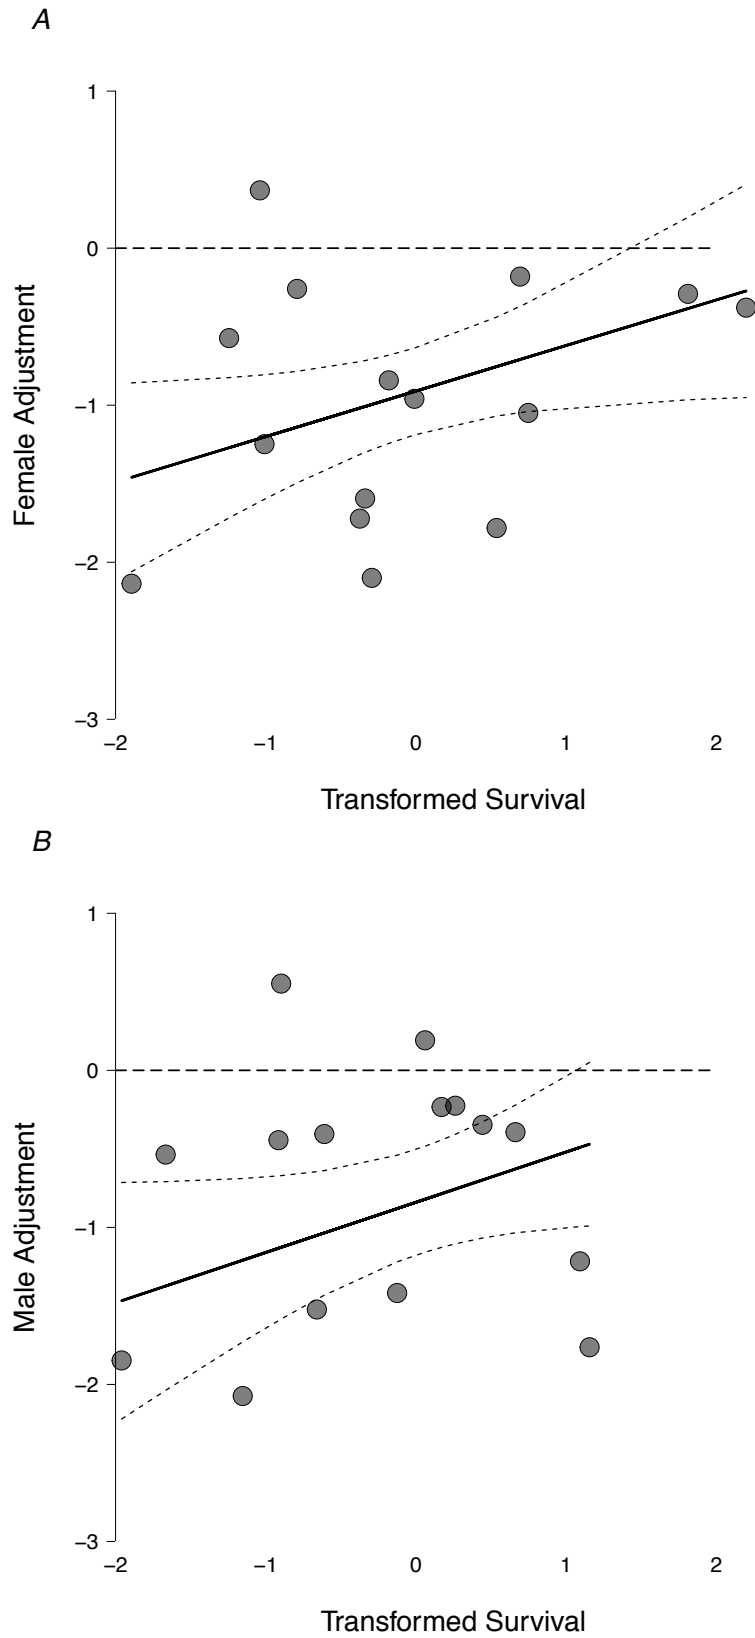 A
1
0
−1
−2
−3
Female Adjustment
−2 −1 0 1 2
Transformed Survival
B
1
0
−1
−2
−3
Male Adjustment
−2 −1 0 1 2
Transformed Survival